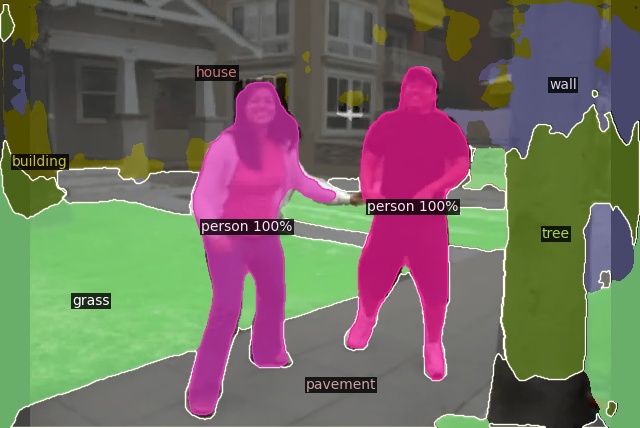 house
wall
building
person 100%
person 100%
tree
grass
pavement